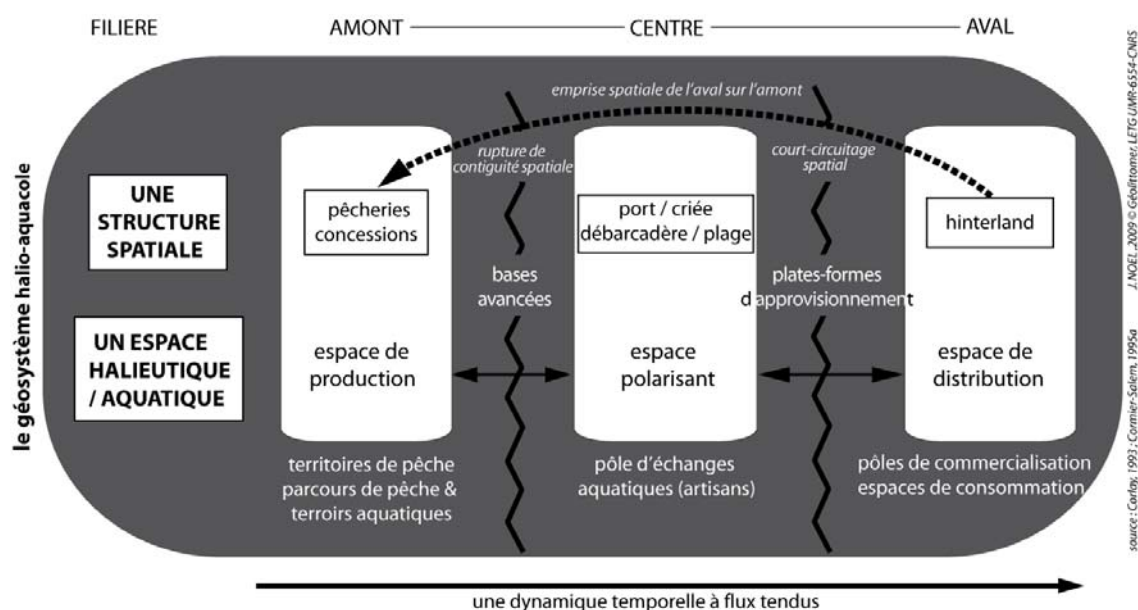 FILIERE
AMONT
CENTRE
AVAL
emprise spatiale de l'aval sur l'amont
rupture de
contiguité spatiale
court-circuitage
spatial
UNE
STRUCTURE
SPATIALE
pêcheries
concessions
port / criée
débarcadère / plage
hinterland
bases
avancées
plates-formes
d'approvisionnement
UN ESPACE
HALIEUTIQUE
/ AQUATIQUE
espace de
production
espace
polarisant
espace de
distribution
territoires de pêche
parcours de pêche &
terroirs aquatiques
pôle d'échanges
aquatiques (artisans)
pôles de commercialisation
espaces de consommation
une dynamique temporelle à flux tendus
le géosystème halio-aquacole
source : Corlay, 1993 ; Cormier-Salem, 1995a
J. NOEL, 2009 © Géolittomer, LETG UMR-6554-CNRS